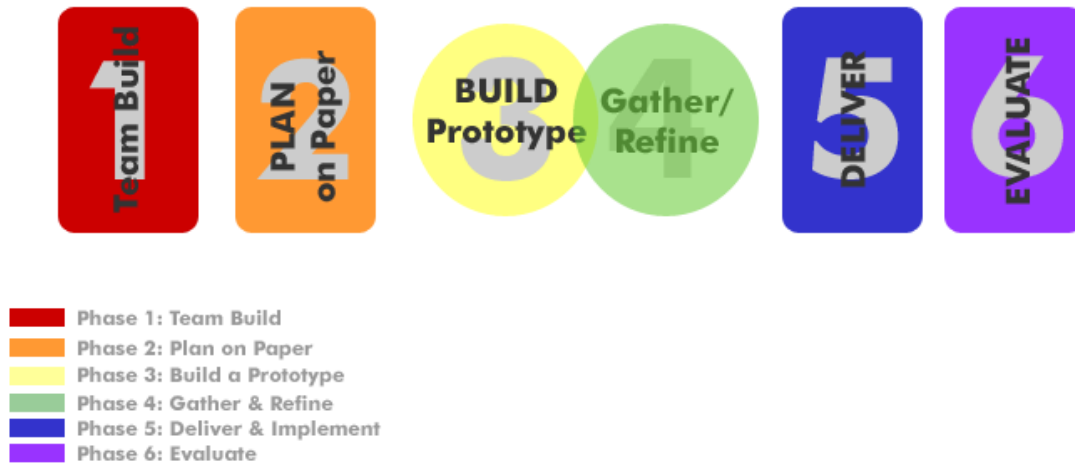 1
Team Build
2
PLAN
on Paper
3
BUILD
Prototype
4
Gather/
Refine
5
DELIVER
6
EVALUATE
Phase 1: Team Build
Phase 2: Plan on Paper
Phase 3: Build a Prototype
Phase 4: Gather & Refine
Phase 5: Deliver & Implement
Phase 6: Evaluate